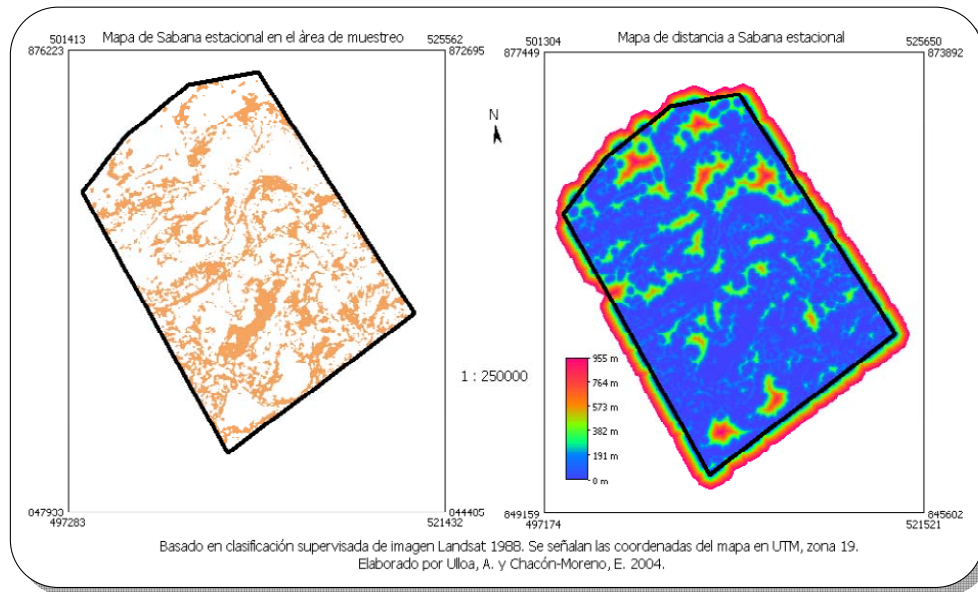 501413
Mapa de Sabana estacional en el àrea de muestreo
525562
876223
872695
501304
Mapa de distancia a Sabana estacional
525650
877449
873892
N
1 : 250000
955 m
764 m
573 m
382 m
191 m
0 m
847933
844405
497283
521432
849159
845602
497174
521521
Basado en clasificación supervisada de imagen Landsat 1988. Se señalan las coordenadas del mapa en UTM, zona 19.
Elaborado por Ulloa, A. y Chacón-Moreno, E. 2004.